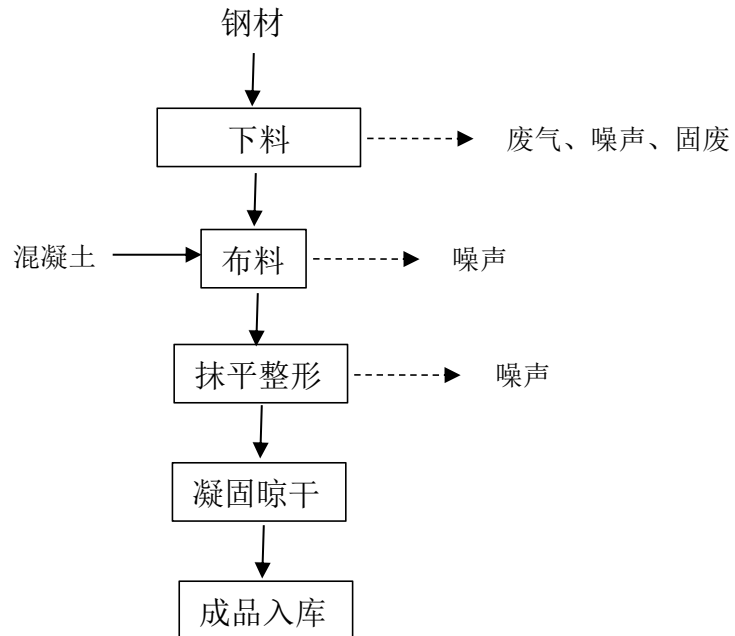 钢材
下料
废气、噪声、固废
混凝土
布料
噪声
抹平整形
噪声
凝固晾干
成品入库